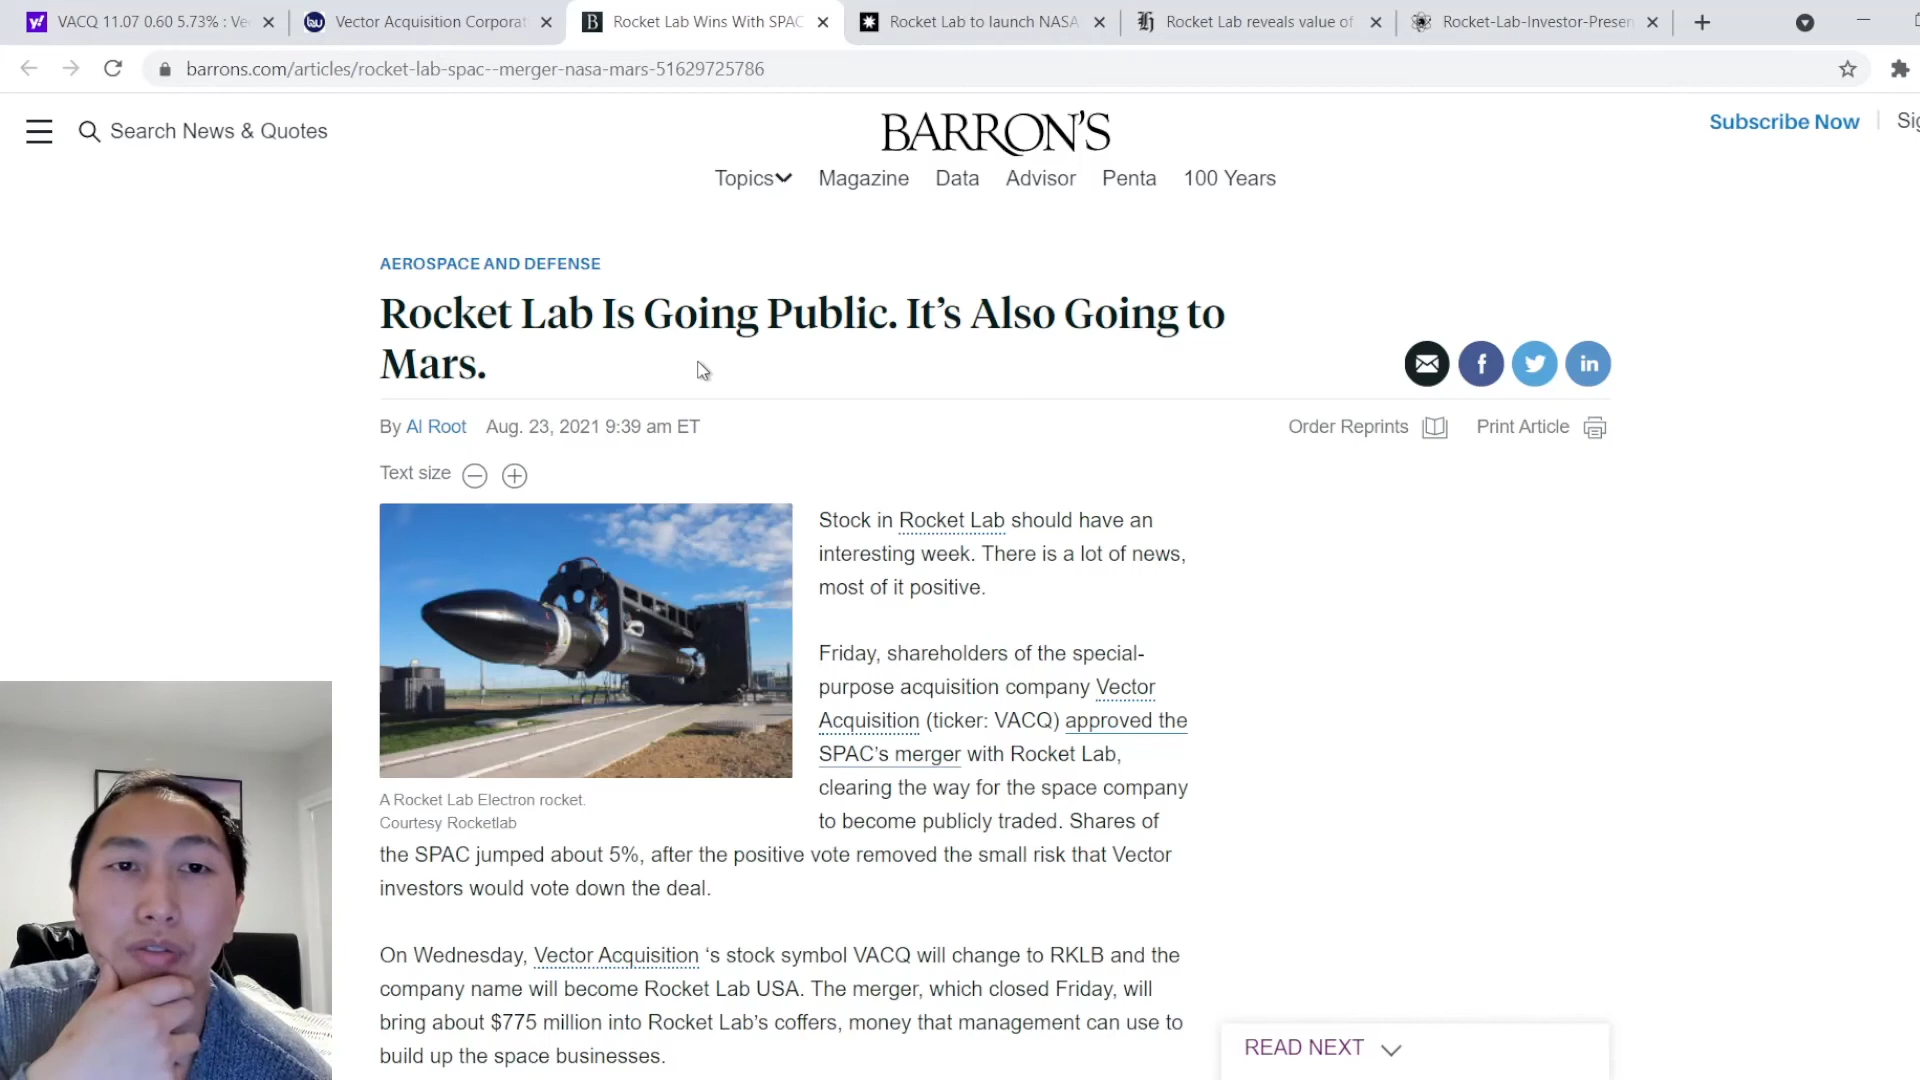 VACQ 11.07 0.60 5.73% : Ve
Vector Acquisition Corporat
Rocket Lab Wins With SPAC
Rocket Lab to launch NASA
Rocket Lab reveals value of
Rocket-Lab-Investor-Presen
barrons.com/articles/rocket-lab-spac--merger-nasa-mars-51629725786
Search News & Quotes
BARRON'S
Subscribe Now
Sig
Topics
Magazine
Data
Advisor
Penta
100 Years
AEROSPACE AND DEFENSE
Rocket Lab Is Going Public. It’s Also Going to
Mars.
By Al Root Aug. 23, 2021 9:39 am ET
Order Reprints
Print Article
Text size
A Rocket Lab Electron rocket.
Courtesy Rocketlab
Stock in Rocket Lab should have an
interesting week. There is a lot of news,
most of it positive.
Friday, shareholders of the special-
purpose acquisition company Vector
Acquisition (ticker: VACQ) approved the
SPAC’s merger with Rocket Lab,
clearing the way for the space company
to become publicly traded. Shares of
the SPAC jumped about 5%, after the positive vote removed the small risk that Vector
investors would vote down the deal.
On Wednesday, Vector Acquisition ‘s stock symbol VACQ will change to RKLB and the
company name will become Rocket Lab USA. The merger, which closed Friday, will
bring about $775 million into Rocket Lab’s coffers, money that management can use to
build up the space businesses.
READ NEXT